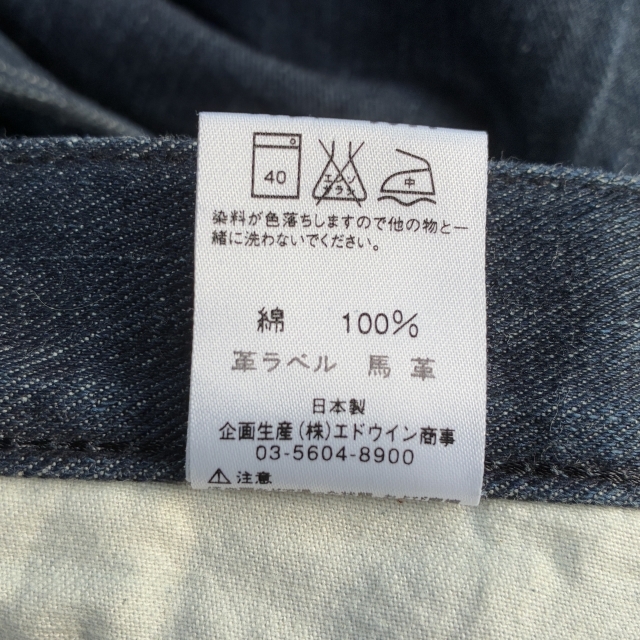 40 エンソサラシ 中
染料が色落ちしますので他の物と一
緒に洗わないでください。
綿 100%
革ラベル 馬 革
日本製
企画生産(株)エドウイン商事
03-5604-8900
⚠注意